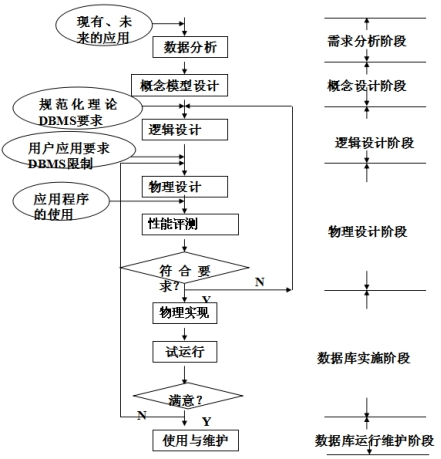 现有、未
来的应用
数据分析
需求分析阶段
概念模型设计
概念设计阶段
规范化理论
DBMS要求
逻辑设计
逻辑设计阶段
用户应用要求
DBMS限制
物理设计
应用程序
的使用
性能评测
物理设计阶段
符合要
求？
N
Y
物理实现
试运行
数据库实施阶段
满意？
N
Y
使用与维护
数据库运行维护阶段